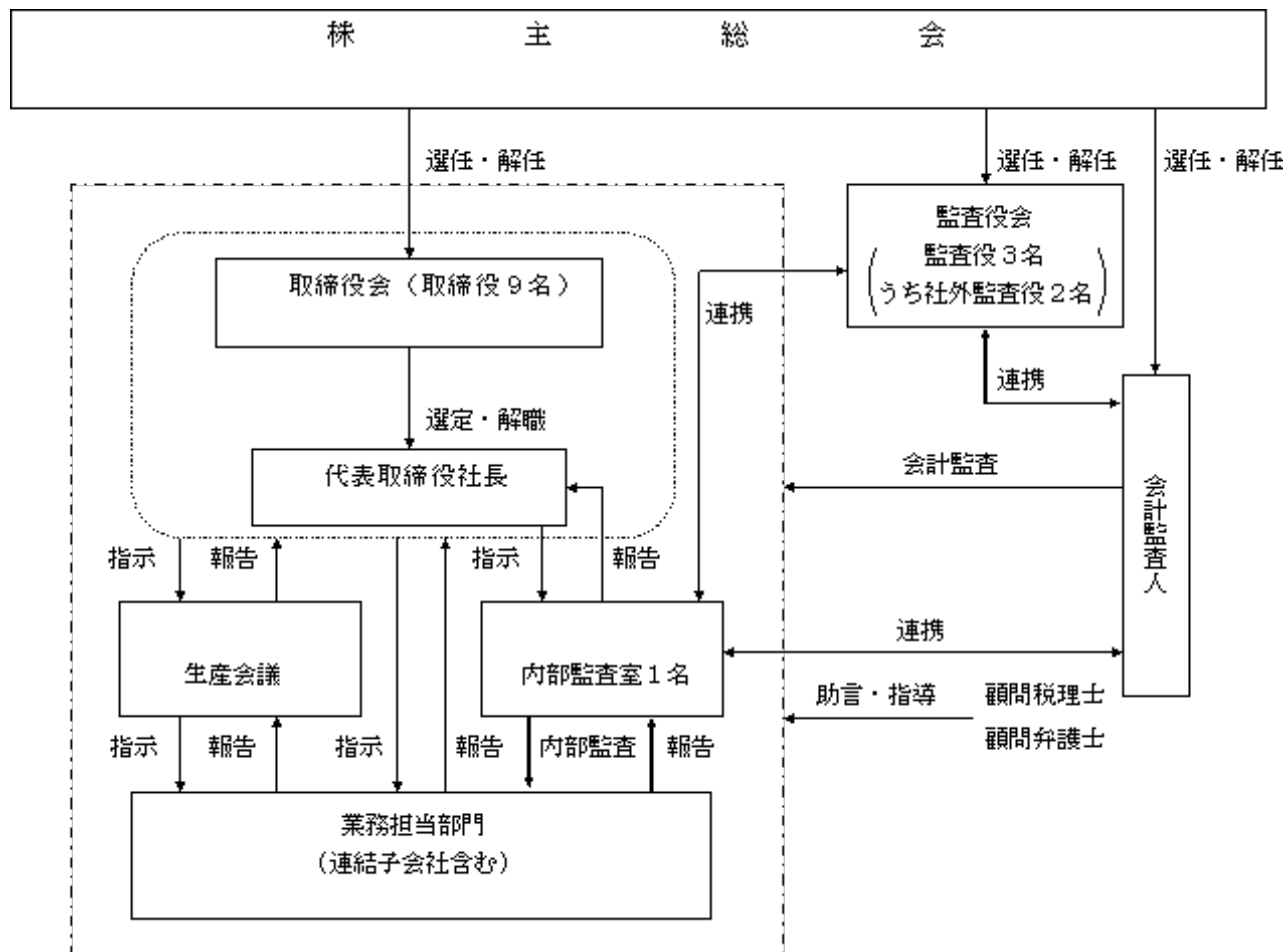 株主総会
選任・解任
選任・解任
選任・解任
監査役会
監査役3名
うち社外監査役2名
取締役会（取締役9名）
連携
連携
選定・解職
代表取締役社長
会計監査
会計監査人
指示
報告
指示
報告
連携
生産会議
内部監査室1名
助言・指導
顧問税理士
顧問弁護士
指示
報告
指示
報告
内部監査
報告
業務担当部門
（連結子会社含む）